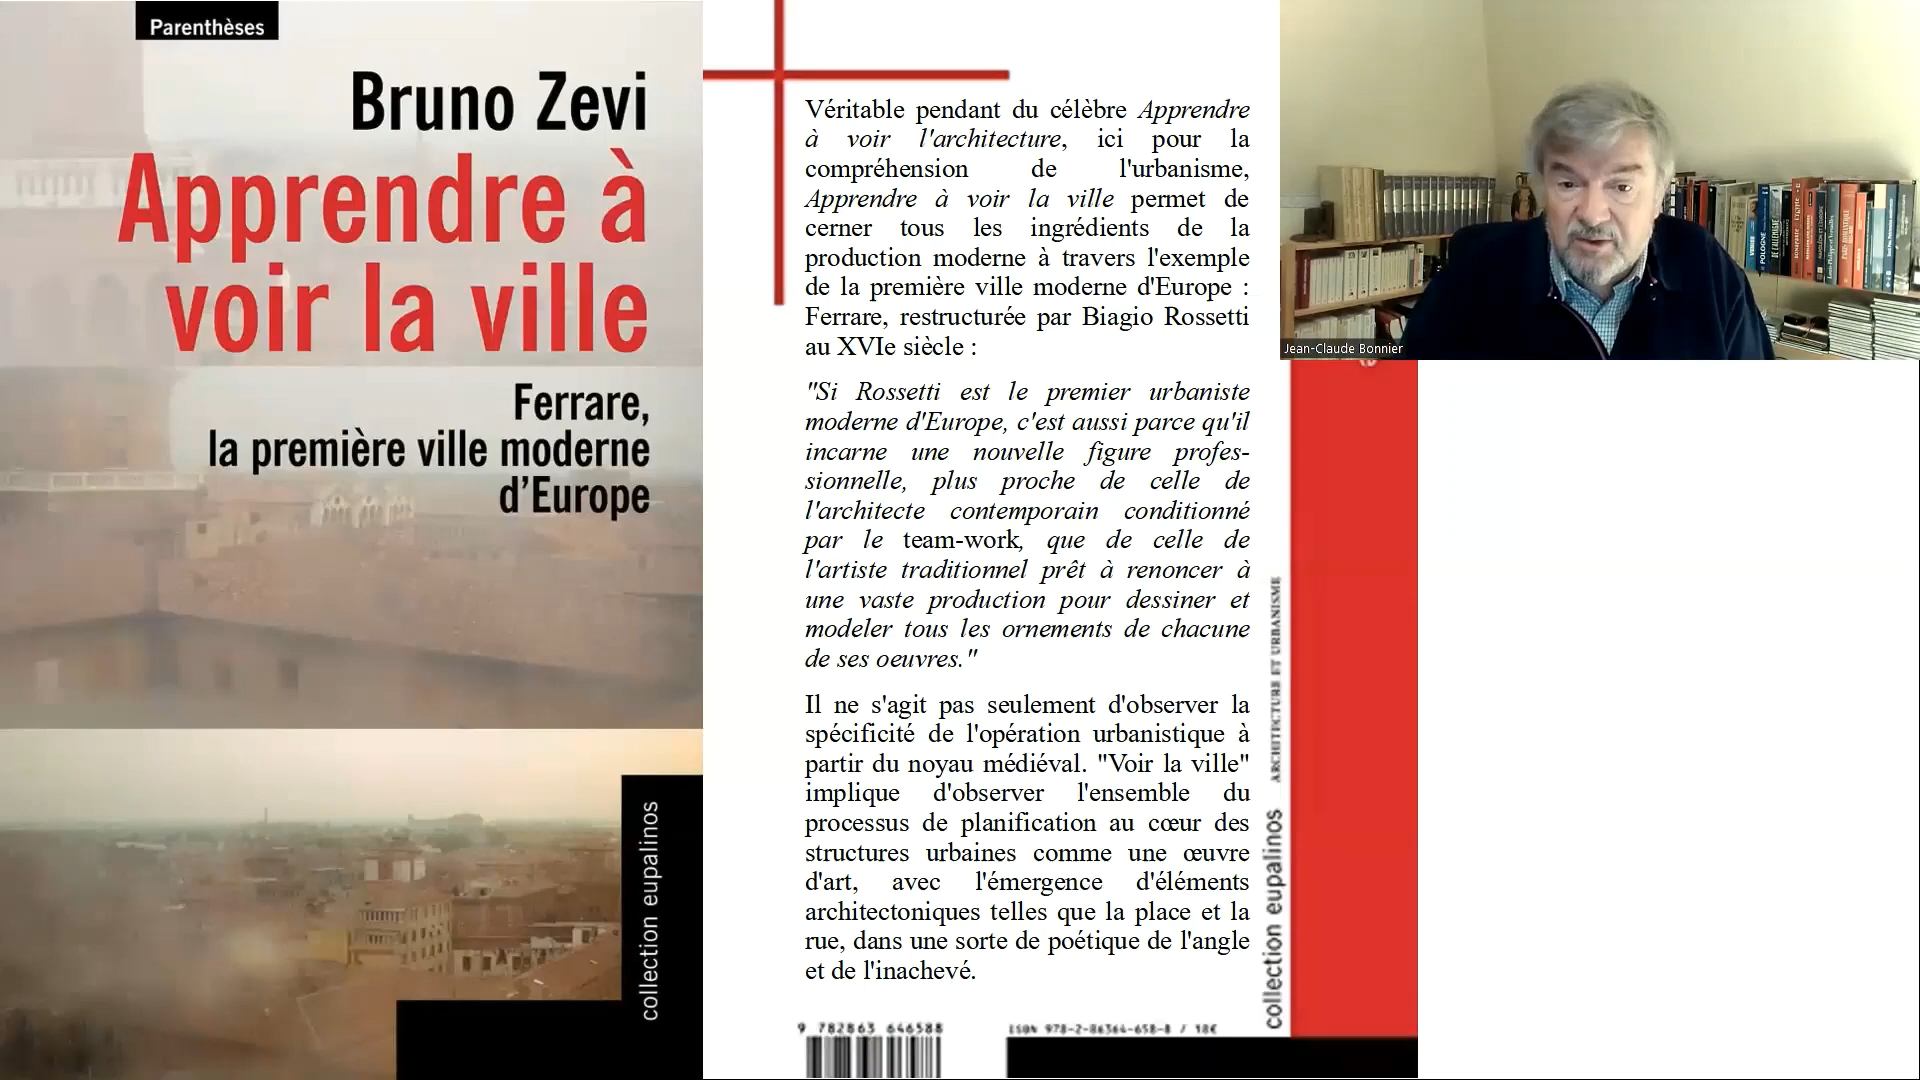 Parenthèses
Bruno Zevi
Apprendre à
voir la ville
Ferrare,
la première ville moderne
d'Europe
collection eupalinos
Véritable pendant du célèbre Apprendre
à voir l'architecture, ici pour la
compréhension de l'urbanisme,
Apprendre à voir la ville permet de
cerner tous les ingrédients de la
production moderne à travers l'exemple
de la première ville moderne d'Europe :
Ferrare, restructurée par Biagio Rossetti
au XVIe siècle :
"Si Rossetti est le premier urbaniste
moderne d'Europe, c'est aussi parce qu'il
incarne une nouvelle figure profes-
sionnelle, plus proche de celle de
l'architecte contemporain conditionné
par le team-work, que de celle de
l'artiste traditionnel prêt à renoncer à
une vaste production pour dessiner et
modeler tous les ornements de chacune
de ses oeuvres."
Il ne s'agit pas seulement d'observer la
spécificité de l'opération urbanistique à
partir du noyau médiéval. "Voir la ville"
implique d'observer l'ensemble du
processus de planification au cœur des
structures urbaines comme une œuvre
d'art, avec l'émergence d'éléments
architectoniques telles que la place et la
rue, dans une sorte de poétique de l'angle
et de l'inachevé.
9 782863 646588
ISBN 978-2-86364-658-8 / 18€
collection eupalinos
ARCHITECTURE ET URBANISME
Jean-Claude Bonnier